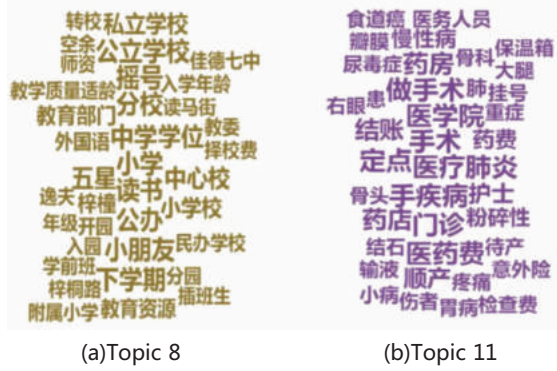 转校 私立学校
空余 公立学校
师资 摇号 佳德七中
教学质量 适龄 入学年龄
教育部门 分校 读马街
外国语 中学 学位 教委
小学 择校费
五星 读书 中心校
逸夫 梓橦 公办 小学校
年级 开园
入园 小朋友 民办学校
学前班 下学期 分园
梓桐路 插班生
附属小学 教育资源
(a)Topic 8
食道癌 医务人员
瓣膜 慢性病 保温箱
尿毒症 药房 骨科 大腿
做手术 肺 挂号
右眼 患 医学院 重症
结账 手术 药费
定点 医疗 肺炎
骨头 手 疾病 护士
药店 门诊 粉碎性
结石 医药费 待产
输液 顺产 疼痛 意外险
小病 伤者 胃病 检查费
(b)Topic 11